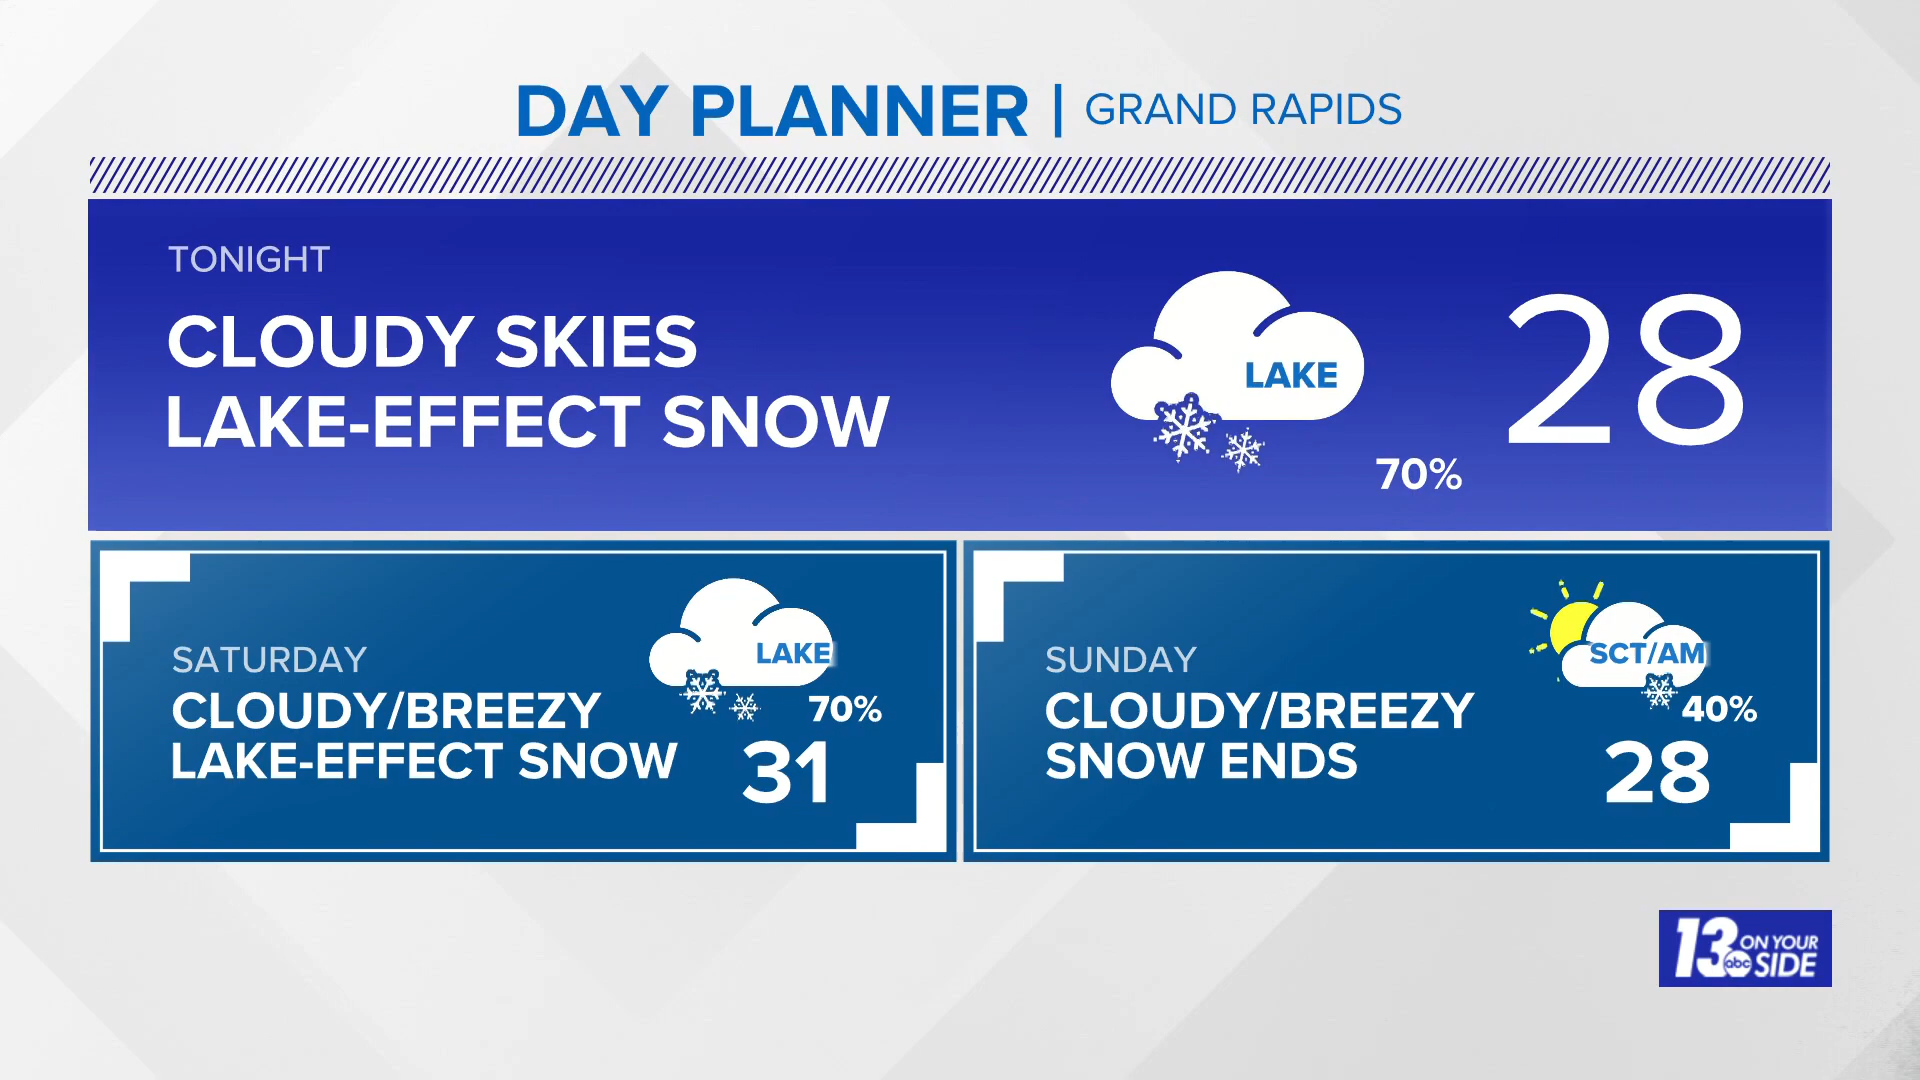 DAY PLANNER | GRAND RAPIDS
TONIGHT
CLOUDY SKIES
LAKE-EFFECT SNOW
LAKE
70%
28
SATURDAY
CLOUDY/BREEZY
LAKE-EFFECT SNOW
LAKE
70%
31
SUNDAY
CLOUDY/BREEZY
SNOW ENDS
SCT/AM
40%
28
13 abc ON YOUR
SIDE